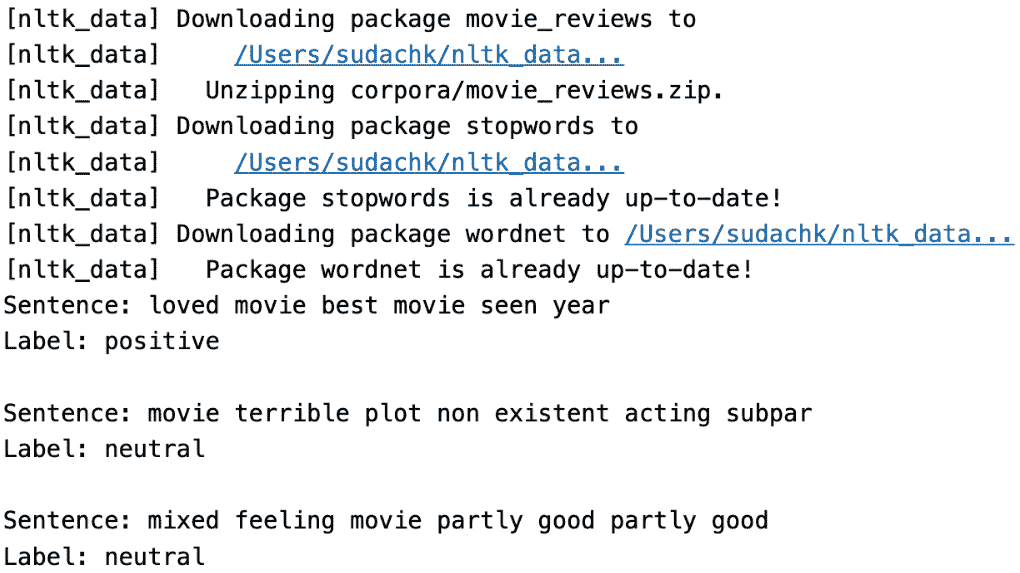 [nltk_data] Downloading package movie_reviews to
[nltk_data]     /Users/sudachk/nltk_data...
[nltk_data]   Unzipping corpora/movie_reviews.zip.
[nltk_data] Downloading package stopwords to
[nltk_data]     /Users/sudachk/nltk_data...
[nltk_data]   Package stopwords is already up-to-date!
[nltk_data] Downloading package wordnet to /Users/sudachk/nltk_data...
[nltk_data]   Package wordnet is already up-to-date!
Sentence: loved movie best movie seen year
Label: positive
Sentence: movie terrible plot non existent acting subpar
Label: neutral
Sentence: mixed feeling movie partly good partly good
Label: neutral